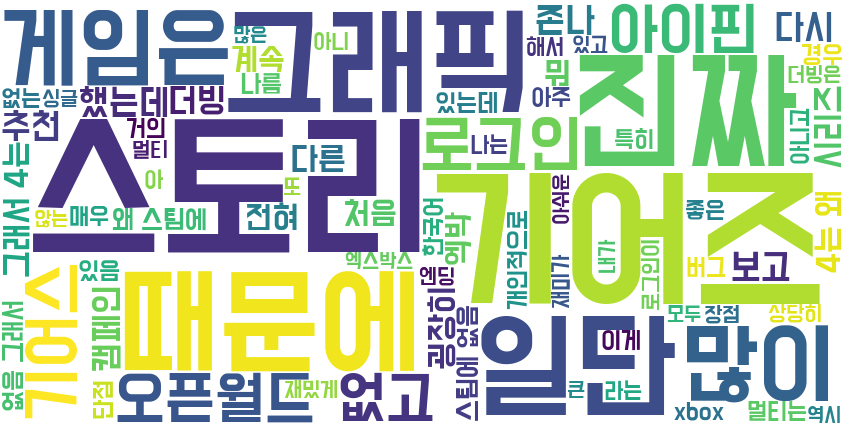 게임은
그래픽
많은
아니
계속
나름
존나
해서 있고
뭐
아이핀
다시
경우
더빙은
없는 싱글
했는데
더빙
있는데
아주
추천
거의
멀티
스토리
로그인
나는
진짜
특히
아니고
시리즈
그래서 4는
아
다른
또
기어즈
아쉬운
않는
매우
왜 스팀에
전혀
처음
한국어
엑박
개인적으로
좋은
4는 왜
엑스박스
있음
엔딩
재미가
내가
로그인이
버그
보고
기어스
없음 그래서
캠페인
때문에
굉장히
스팀에 없음
일단
이게
모두
장점
상당히
많이
단점
오픈월드
재밌게
없고
큰
라는
xbox
멀티는
역시